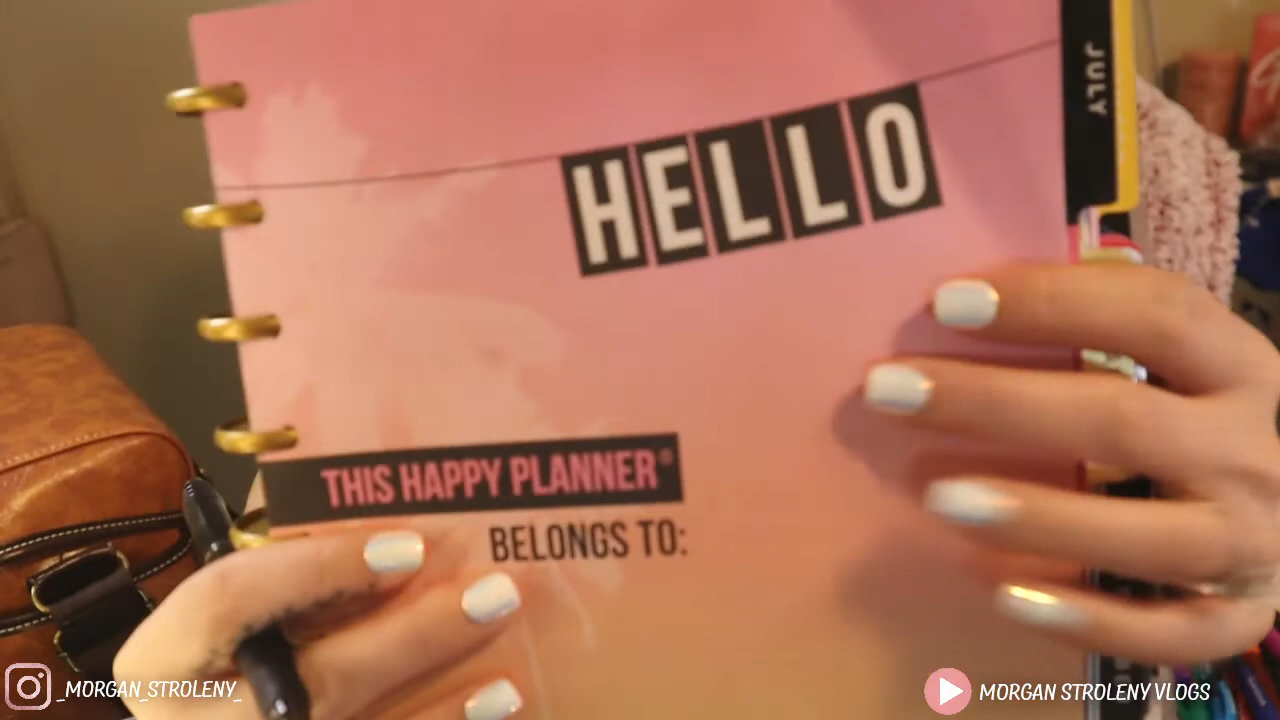 JULY
HELLO
THIS HAPPY PLANNER®
BELONGS TO:
_MORGAN_STROLENY_
MORGAN STROLENY VLOGS